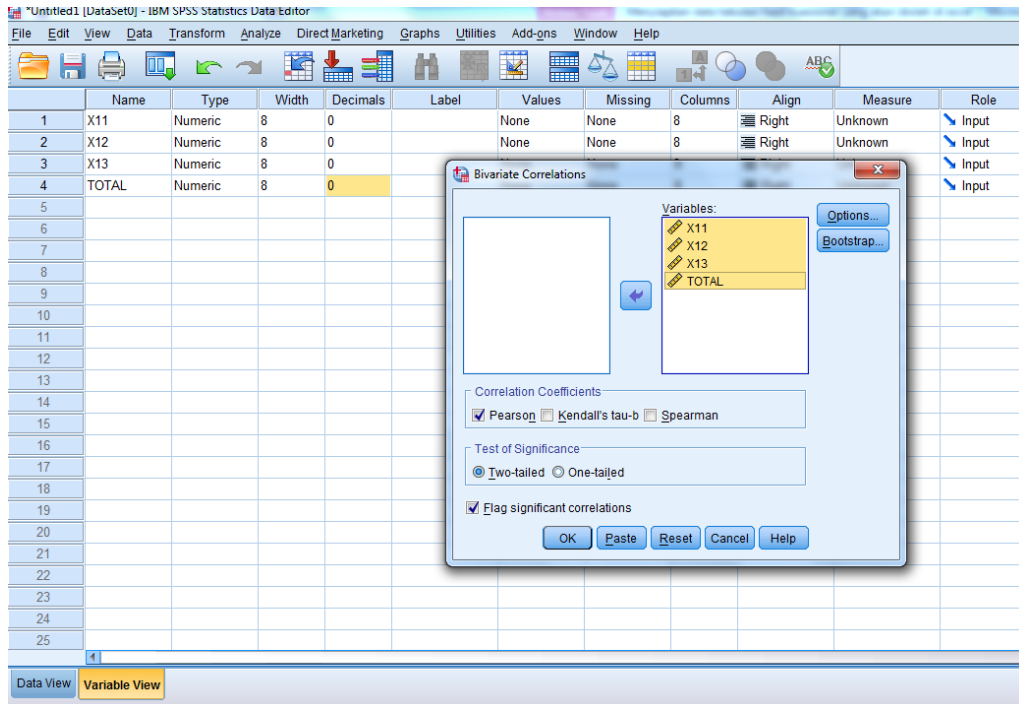 *Untitled1 [DataSet0] - IBM SPSS Statistics Data Editor
File Edit View Data Transform Analyze Direct Marketing Graphs Utilities Add-ons Window Help
ABC
A
14
Name Type Width Decimals Label Values Missing Columns Align Measure Role
1 X11 Numeric 8 0 None None 8 Right Unknown Input
2 X12 Numeric 8 0 None None 8 Right Unknown Input
3 X13 Numeric 8 0 Input
4 TOTAL Numeric 8 0 Input
5
6
7
8
9
10
11
12
13
14
15
16
17
18
19
20
21
22
23
24
25
Bivariate Correlations
Variables:
X11
X12
X13
TOTAL
Options...
Bootstrap...
Correlation Coefficients
Pearson Kendall's tau-b Spearman
Test of Significance
Two-tailed One-tailed
Flag significant correlations
OK Paste Reset Cancel Help
Data View Variable View